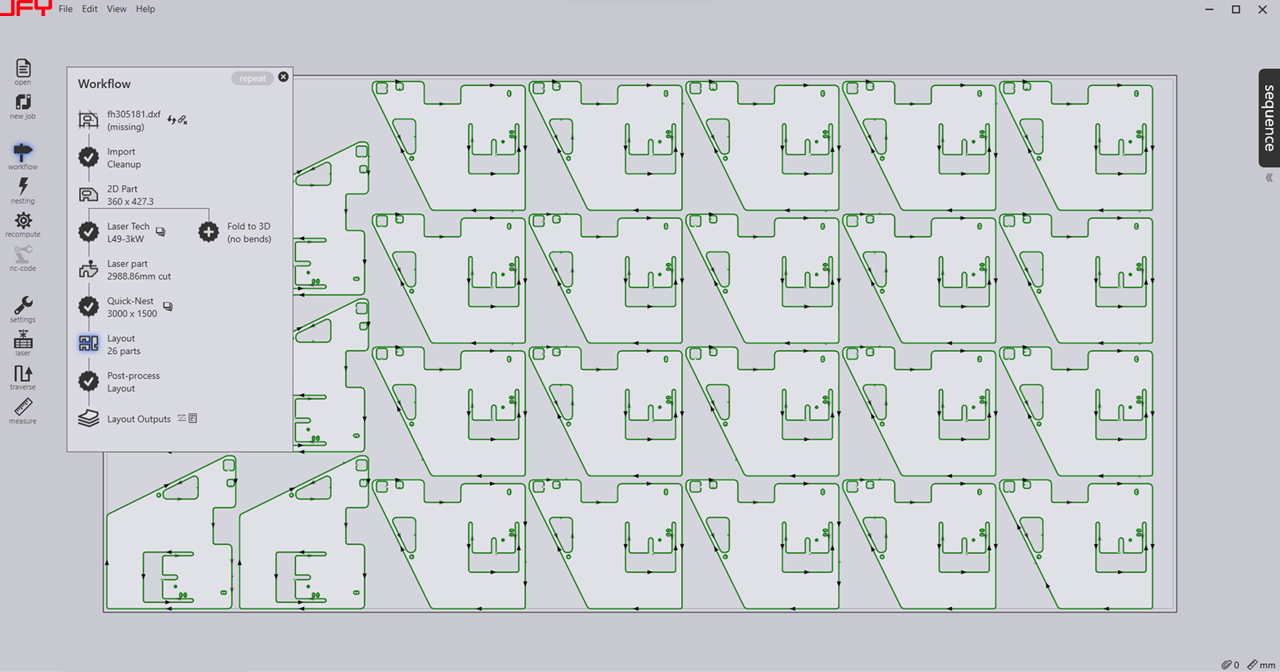 JFY
File Edit View Help
open
new job
workflow
nesting
recompute
nc-code
settings
laser
traverse
measure
Workflow
repeat
fh305181.dxf
(missing)
Import
Cleanup
2D Part
360 x 427.3
Laser Tech
L49-3kW
Fold to 3D
(no bends)
Laser part
2988.86mm cut
Quick-Nest
3000 x 1500
Layout
26 parts
Post-process
Layout
Layout Outputs
sequence
0
mm